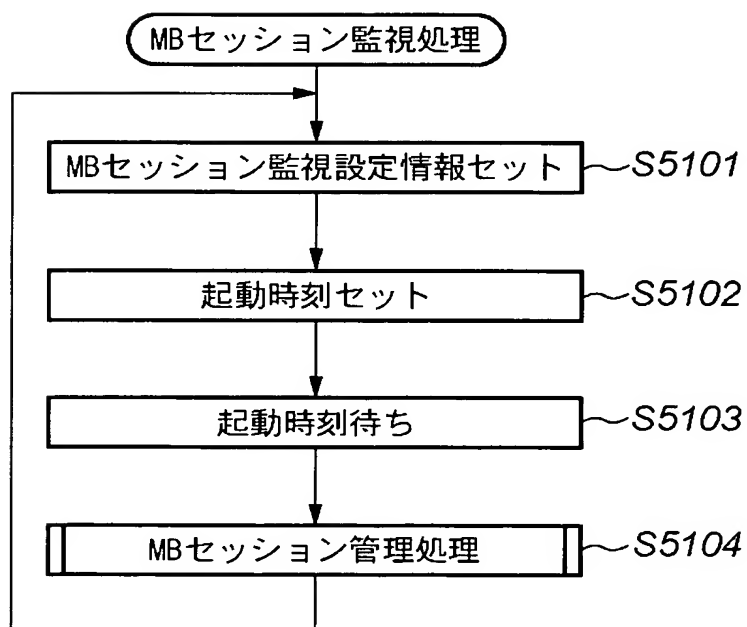 MBセッション監視処理
MBセッション監視設定情報セット S5101
起動時刻セット S5102
起動時刻待ち S5103
MBセッション管理処理 S5104